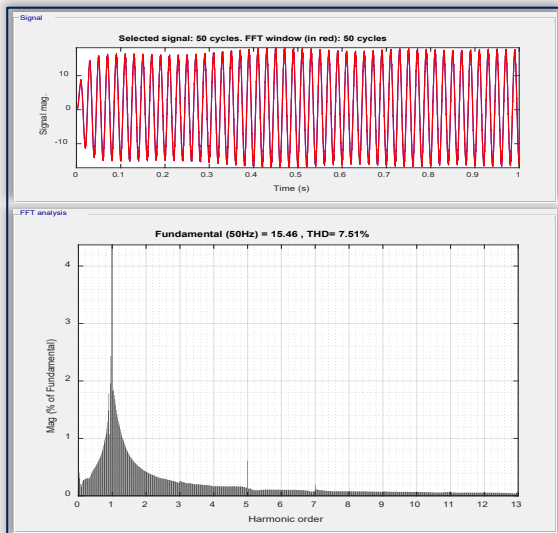 Signal
Selected signal: 50 cycles. FFT window (in red): 50 cycles
Signal mag.
10
0
-10
0 0.1 0.2 0.3 0.4 0.5 0.6 0.7 0.8 0.9 1
Time (s)
FFT analysis
Fundamental (50Hz) = 15.46 , THD= 7.51%
Mag (% of Fundamental)
4
3
2
1
0
0 1 2 3 4 5 6 7 8 9 10 11 12 13
Harmonic order